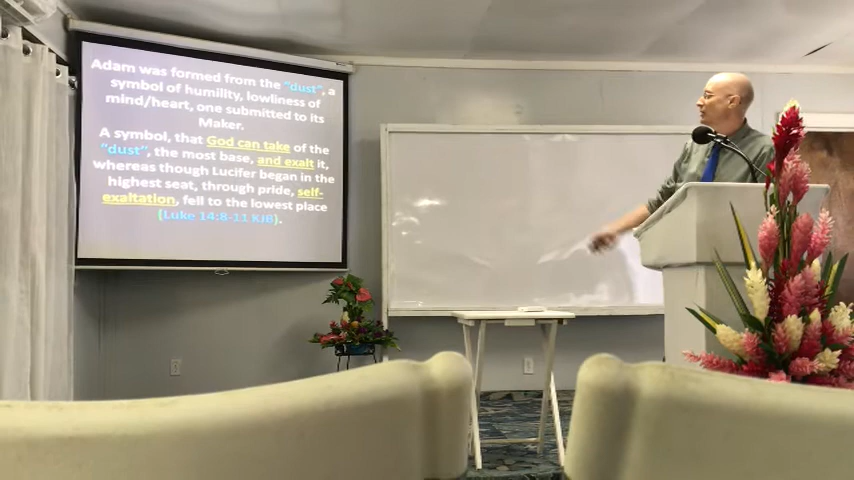 Adam was formed from the "dust", a
symbol of humility, lowliness of
mind/heart, one submitted to its
Maker.
A symbol, that God can take of the
"dust", the most base, and exalt it,
whereas though Lucifer began in the
highest seat, through pride, self-
exaltation, fell to the lowest place
(Luke 14:8-11 KJB).